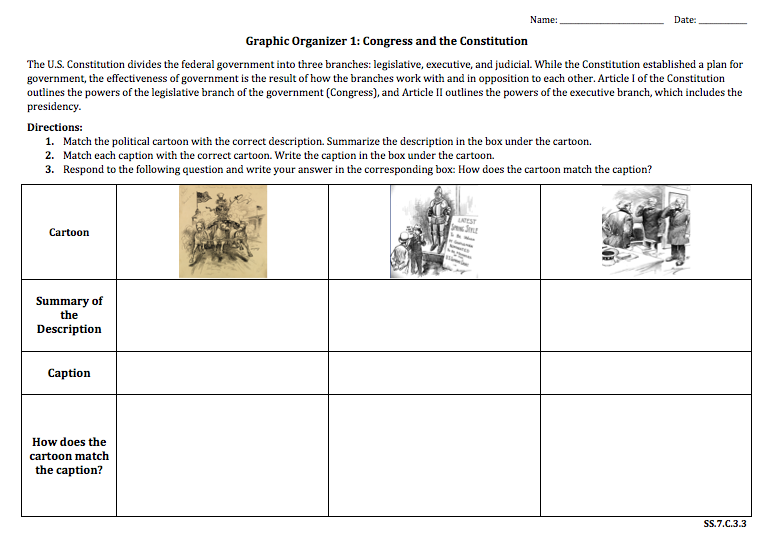 Name: ____________________ Date: __________
Graphic Organizer 1: Congress and the Constitution
The U.S. Constitution divides the federal government into three branches: legislative, executive, and judicial. While the Constitution established a plan for
government, the effectiveness of government is the result of how the branches work with and in opposition to each other. Article I of the Constitution
outlines the powers of the legislative branch of the government (Congress), and Article II outlines the powers of the executive branch, which includes the
presidency.
Directions:
1. Match the political cartoon with the correct description. Summarize the description in the box under the cartoon.
2. Match each caption with the correct cartoon. Write the caption in the box under the cartoon.
3. Respond to the following question and write your answer in the corresponding box: How does the cartoon match the caption?
Cartoon
LATEST
SPRING STYLE
Summary of
the
Description
Caption
How does the
cartoon match
the caption?
SS.7.C.3.3